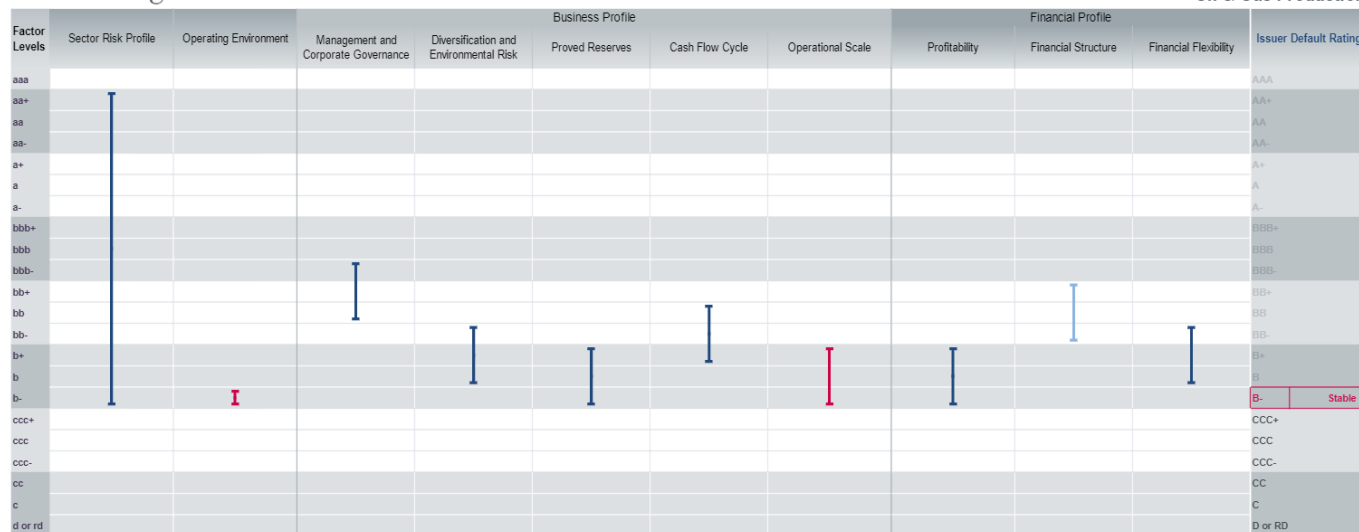 Business Profile
Financial Profile
Factor Levels
Sector Risk Profile
Operating Environment
Management and Corporate Governance
Diversification and Environmental Risk
Proved Reserves
Cash Flow Cycle
Operational Scale
Profitability
Financial Structure
Financial Flexibility
Issuer Default Rating
aaa AAA
aa+ AA+
aa AA
aa- AA-
a+ A+
a A
a- A-
bbb+ BBB+
bbb BBB
bbb- BBB-
bb+ BB+
bb BB
bb- BB-
b+ B+
b B
b- B- Stable
ccc+ CCC+
ccc CCC
ccc- CCC-
cc CC
c C
d or rd D or RD